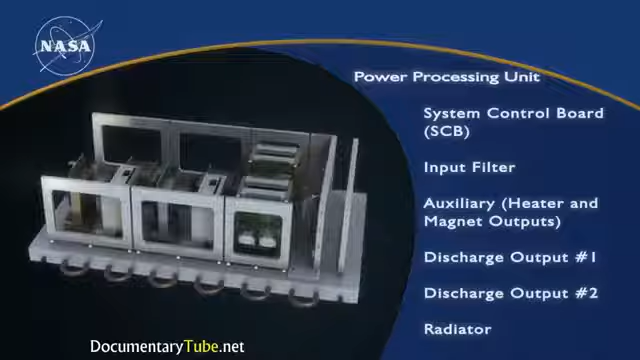 NASA
Power Processing Unit
System Control Board
(SCB)
Input Filter
Auxiliary (Heater and
Magnet Outputs)
Discharge Output #1
Discharge Output #2
Radiator
DocumentaryTube.net